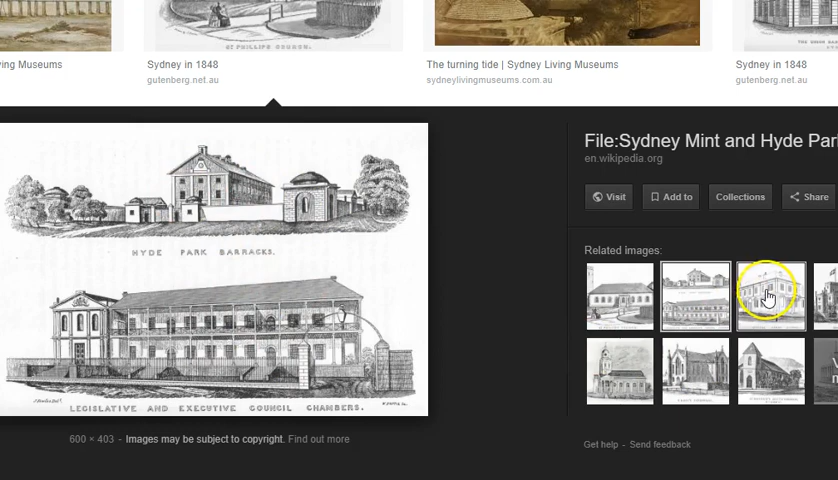 ST PHILLIPS CHURCH.
ving Museums
Sydney in 1848
gutenberg.net.au
The turning tide | Sydney Living Museums
sydneylivingmuseums.com.au
Sydney in 1848
gutenberg.net.au
HYDE PARK BARRACKS.
LEGISLATIVE AND EXECUTIVE COUNCIL CHAMBERS.
600 × 403 - Images may be subject to copyright. Find out more
File:Sydney Mint and Hyde Par
en.wikipedia.org
Visit
Add to
Collections
Share
Related images:
Get help - Send feedback